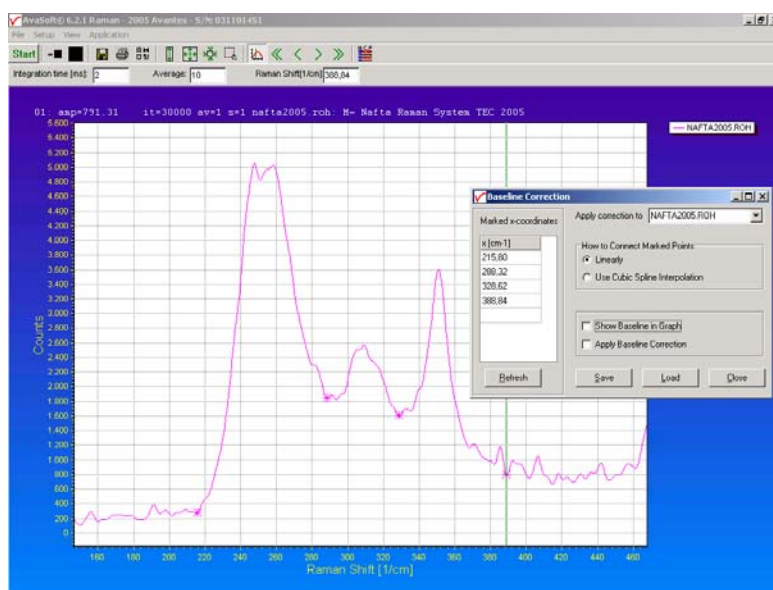 AvaSoft© 6.2.1 Raman - 2005 Avantes - S/N: 031101451
File Setup View Application
Start
Integration time [ms]: 2 Average: 10 Raman Shift[1/cm] 388,84
01: amp=791.31 it=30000 av=1 s=1 nafta2005.roh: M- Nafta Raman System TEC 2005
NAFTA2005.ROH
Counts
5.600
5.400
5.200
5.000
4.800
4.600
4.400
4.200
4.000
3.800
3.600
3.400
3.200
3.000
2.800
2.600
2.400
2.200
2.000
1.800
1.600
1.400
1.200
1.000
800
600
400
200
0
160 180 200 220 240 260 280 300 320 340 360 380 400 420 440 460
Raman Shift [1/cm]
Baseline Correction
Marked x-coordinates
x [cm-1]
215,80
288,32
328,62
388,84
Refresh
Apply correction to NAFTA2005.ROH
How to Connect Marked Points
Linearly
Use Cubic Spline Interpolation
Show Baseline in Graph
Apply Baseline Correction
Save Load Close